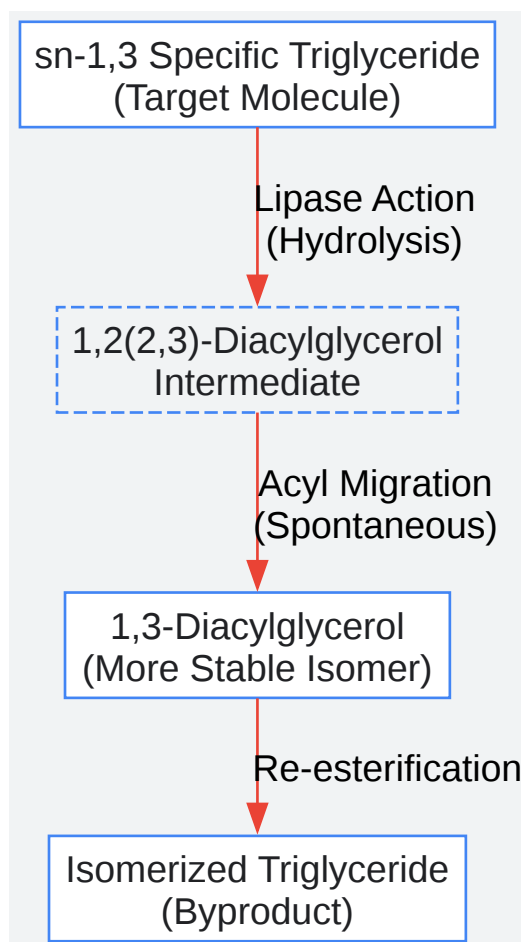 sn-1,3 Specific Triglyceride
(Target Molecule)
Lipase Action
(Hydrolysis)
1,2(2,3)-Diacylglycerol
Intermediate
Acyl Migration
(Spontaneous)
1,3-Diacylglycerol
(More Stable Isomer)
Re-esterification
Isomerized Triglyceride
(Byproduct)